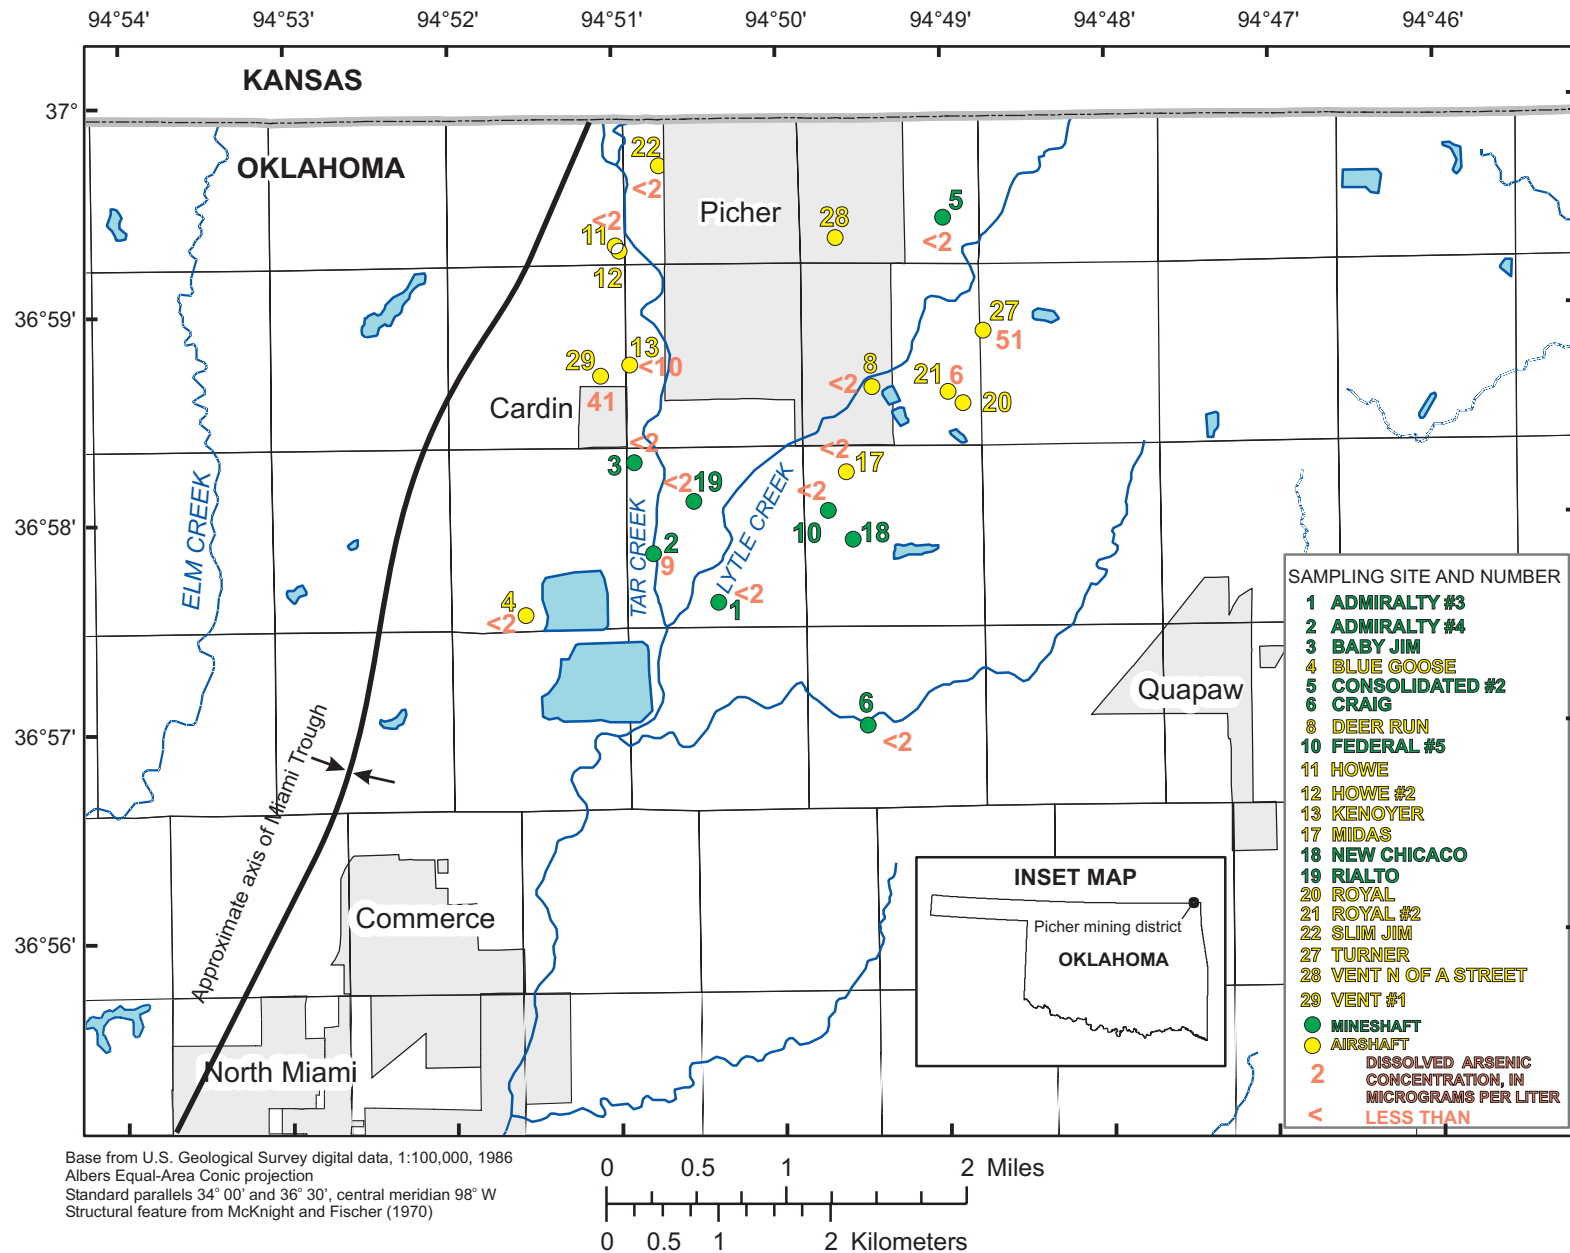 94°54' 94°53' 94°52' 94°51' 94°50' 94°49' 94°48' 94°47' 94°46'
KANSAS
37°
OKLAHOMA
22
<2
Picher
5
<2
28
<2
11
12
36°59'
27
51
13
<10
29
41
8
<2
21
6
20
Cardin
<2
3
<2
17
<2
19
<2
10
18
ELM CREEK
TAR CREEK
LYTLE CREEK
36°58'
2
9
<2
1
4
<2
Quapaw
6
<2
36°57'
Approximate axis of Miami Trough
Commerce
36°56'
North Miami
INSET MAP
Picher mining district
OKLAHOMA
SAMPLING SITE AND NUMBER
1 ADMIRALTY #3
2 ADMIRALTY #4
3 BABY JIM
4 BLUE GOOSE
5 CONSOLIDATED #2
6 CRAIG
8 DEER RUN
10 FEDERAL #5
11 HOWE
12 HOWE #2
13 KENOYER
17 MIDAS
18 NEW CHICACO
19 RIALTO
20 ROYAL
21 ROYAL #2
22 SLIM JIM
27 TURNER
28 VENT N OF A STREET
29 VENT #1
MINESHAFT
AIRSHAFT
2 DISSOLVED ARSENIC
CONCENTRATION, IN
MICROGRAMS PER LITER
< LESS THAN
Base from U.S. Geological Survey digital data, 1:100,000, 1986
Albers Equal-Area Conic projection
Standard parallels 34° 00' and 36° 30', central meridian 98° W
Structural feature from McKnight and Fischer (1970)
0 0.5 1 2 Miles
0 0.5 1 2 Kilometers